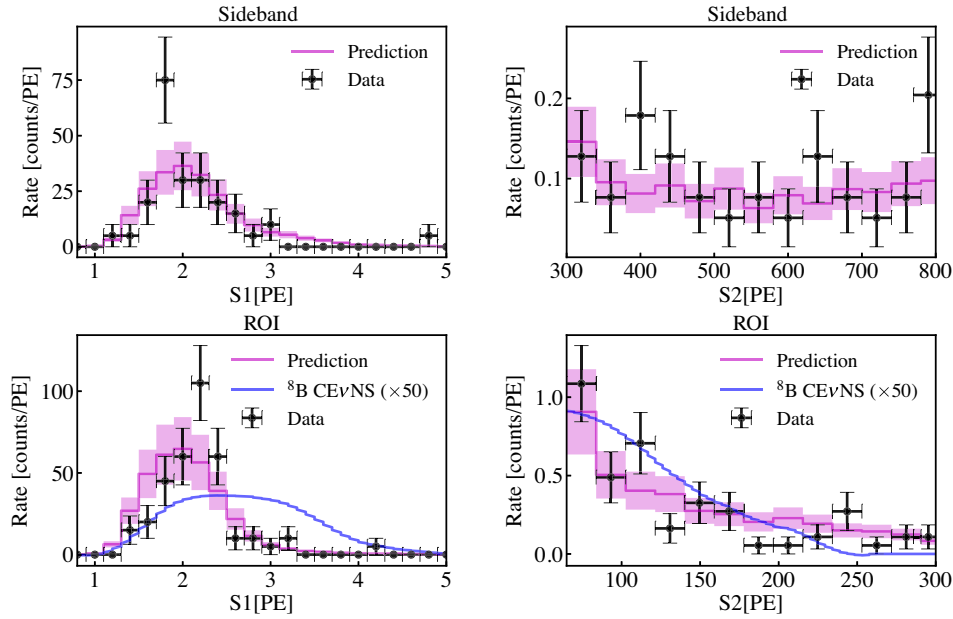 Sideband
Rate [counts/PE]
75
50
25
0
Prediction
Data
1 2 3 4 5
S1[PE]
Sideband
Rate [counts/PE]
0.2
0.1
Prediction
Data
300 400 500 600 700 800
S2[PE]
ROI
Rate [counts/PE]
100
50
0
Prediction
⁸B CEνNS (×50)
Data
1 2 3 4 5
S1[PE]
ROI
Rate [counts/PE]
1.0
0.5
0.0
Prediction
⁸B CEνNS (×50)
Data
100 150 200 250 300
S2[PE]